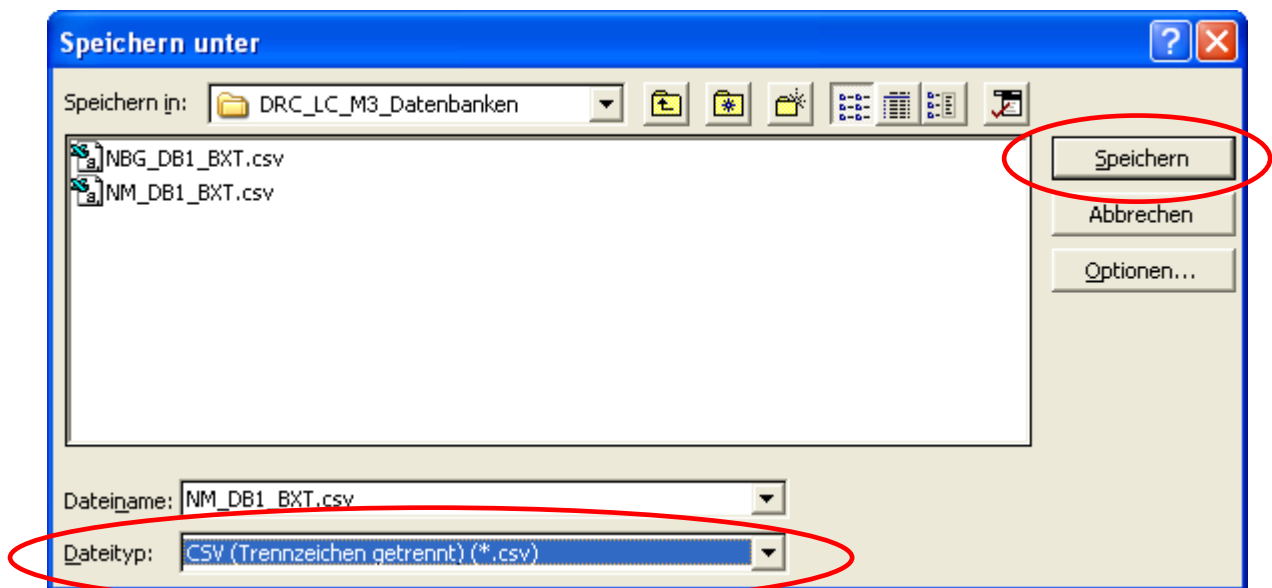 Speichern unter
Speichern in: DRC_LC_M3_Datenbanken
NBG_DB1_BXT.csv
NM_DB1_BXT.csv
Speichern
Abbrechen
Optionen...
Dateiname: NM_DB1_BXT.csv
Dateityp: CSV (Trennzeichen getrennt) (*.csv)